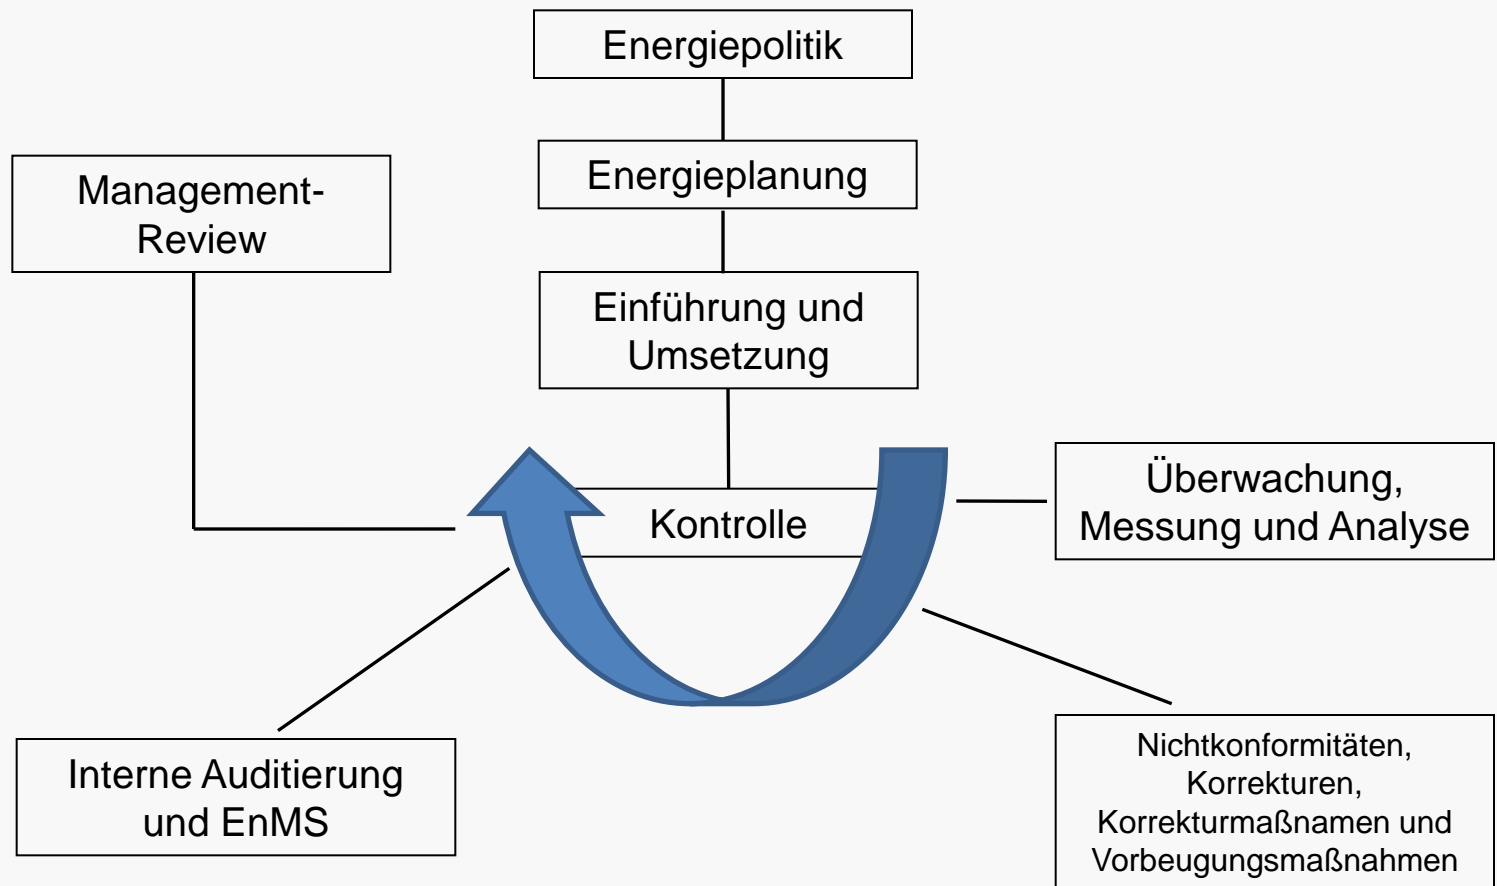 Energiepolitik
Energieplanung
Management-
Review
Einführung und
Umsetzung
Kontrolle
Überwachung,
Messung und Analyse
Interne Auditierung
und EnMS
Nichtkonformitäten,
Korrekturen,
Korrekturmaßnamen und
Vorbeugungsmaßnahmen